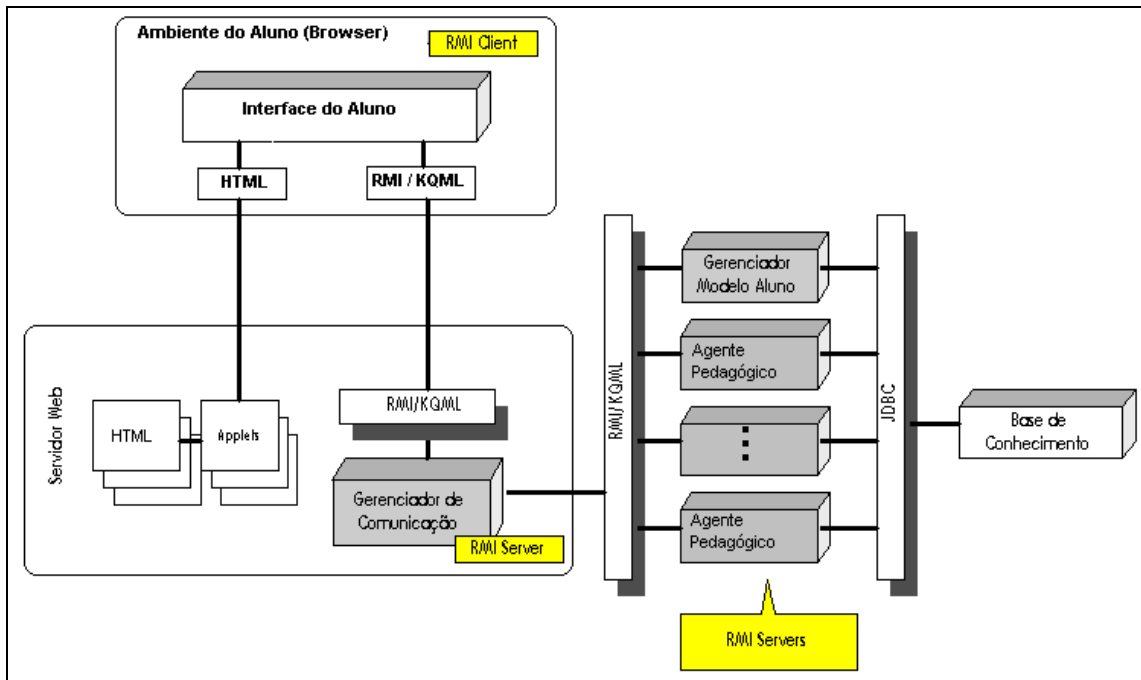 Ambiente do Aluno (Browser)
RMI Client
Interface do Aluno
HTML
RMI / KQML
Servidor Web
HTML
Applets
RMI/KQML
Gerenciador de
Comunicação
RMI Server
RMI/KQML
Gerenciador
Modelo Aluno
Agente
Pedagógico
Agente
Pedagógico
RMI Servers
JDBC
Base de
Conhecimento